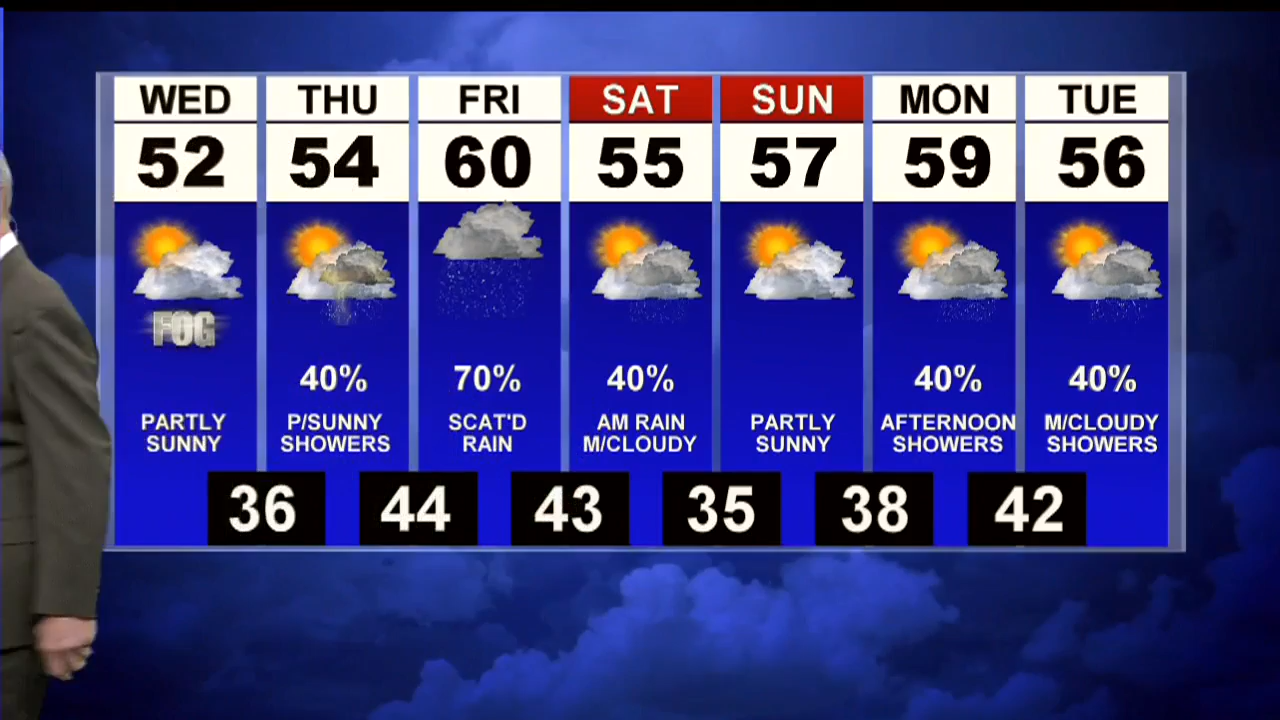 WED THU FRI SAT SUN MON TUE
52 54 60 55 57 59 56
FOG
40% 70% 40% 40% 40%
PARTLY P/SUNNY SCAT'D AM RAIN PARTLY AFTERNOON M/CLOUDY
SUNNY SHOWERS RAIN M/CLOUDY SUNNY SHOWERS SHOWERS
36 44 43 35 38 42